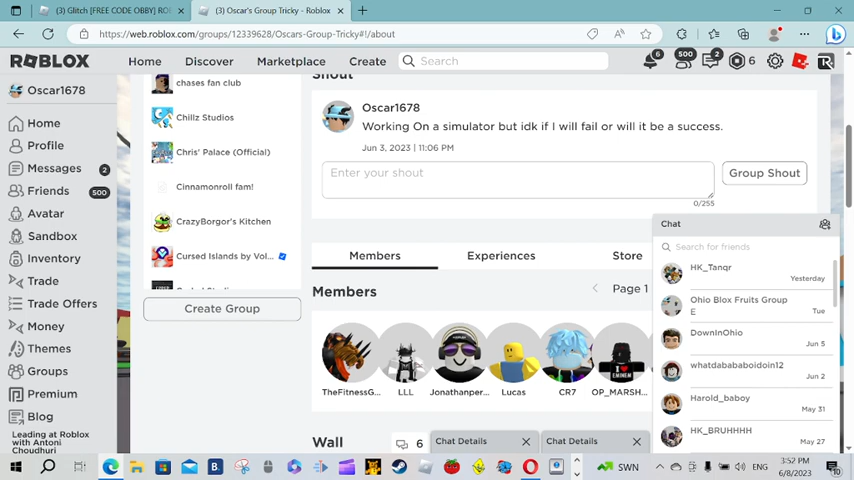 (3) Glitch [FREE CODE OBBY] RO
(3) Oscar's Group Tricky - Roblox
https://web.roblox.com/groups/12339628/Oscars-Group-Tricky#!/about
6
500
2
ROBLOX
Home
Discover
Marketplace
Create
Search
6
Oscar1678
Home
Profile
Messages
2
Friends
500
Avatar
Sandbox
Inventory
Trade
Trade Offers
Money
Themes
Groups
Premium
Blog
Leading at Roblox
with Antoni
Choudhuri
chases fan club
Chillz Studios
Chris' Palace (Official)
Cinnamonroll fam!
CrazyBorgor's Kitchen
Cursed Islands by Vol...
Create Group
Shout
Oscar1678
Working On a simulator but idk if I will fail or will it be a success.
Jun 3, 2023 | 11:06 PM
Enter your shout
Group Shout
0/255
Members
Experiences
Store
Members
Page 1
TheFitnessG...
LLL
Jonathanper...
Lucas
CR7
OP_MARSH...
I
EMINEM
Wall
6
Chat Details
Chat Details
Chat
Search for friends
HK_Tanqr
Yesterday
Ohio Blox Fruits Group
E
Tue
DownInOhio
Jun 5
whatdabababoidoin12
Jun 2
Harold_baboy
May 31
HK_BRUHHHH
May 27
SWN
ENG
3:52 PM
6/8/2023
10